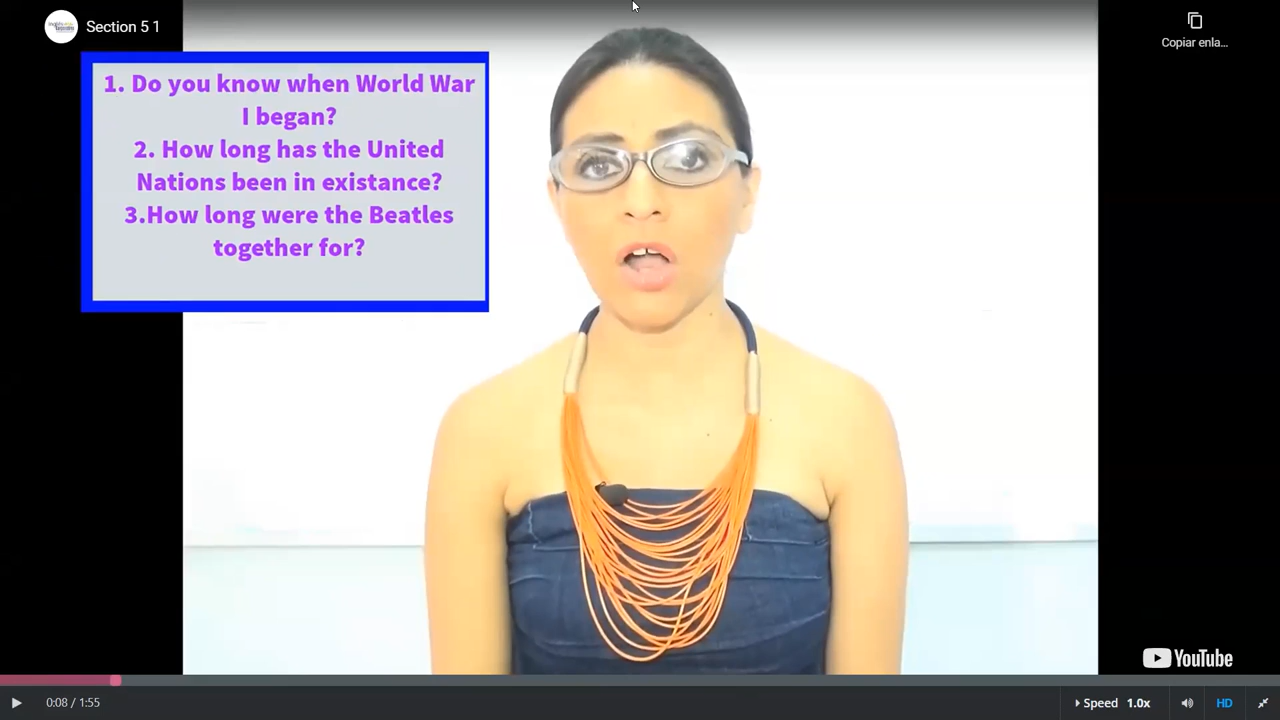 Section 5 1
Copiar enla...
1. Do you know when World War
I began?
2. How long has the United
Nations been in existance?
3.How long were the Beatles
together for?
YouTube
0:08 / 1:55
Speed 1.0x
HD